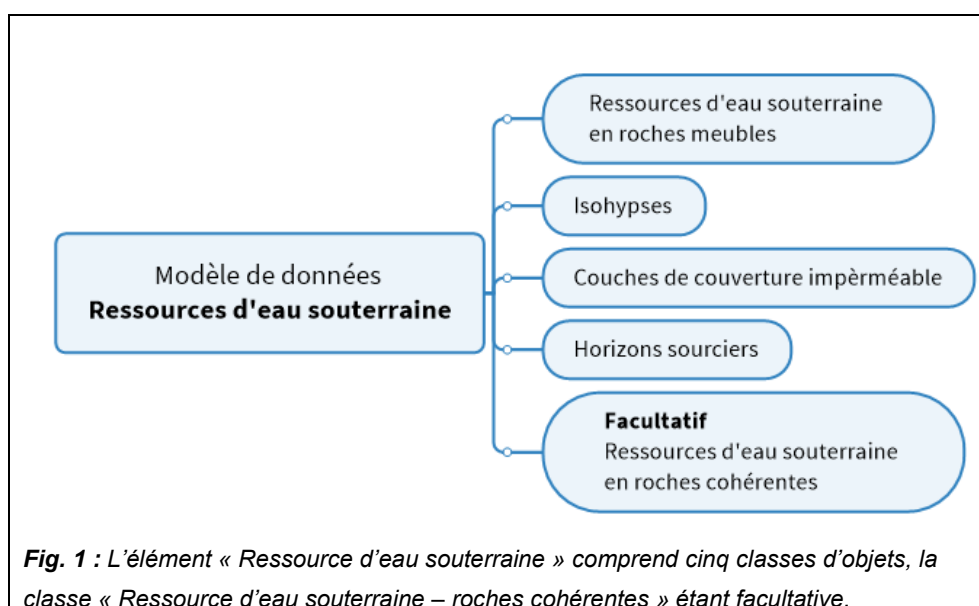 Ressources d'eau souterraine
en roches meubles
Isohypses
Modèle de données
Ressources d'eau souterraine
Couches de couverture impèrméable
Horizons sourciers
Facultatif
Ressources d'eau souterraine
en roches cohérentes
Fig. 1 : L’élément « Ressource d’eau souterraine » comprend cinq classes d’objets, la
classe « Ressource d’eau souterraine – roches cohérentes » étant facultative.